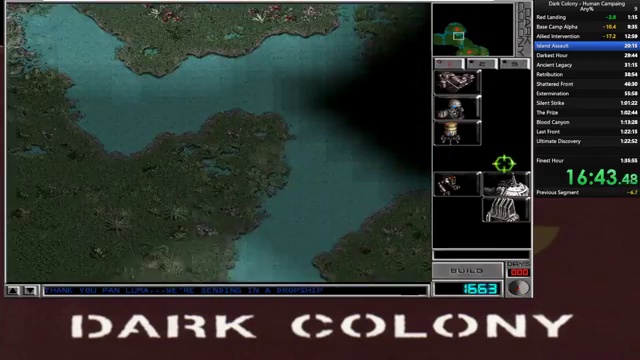 Dark Colony - Human Campaing
Any% 9
Red Landing -2.8 1:15
Base Camp Alpha -10.4 9:35
Allied Intervention -17.2 12:59
Island Assault 29:15
Darkest Hour 29:44
Ancient Legacy 31:15
Retribution 38:54
Shattered Front 46:30
Extermination 55:58
Silent Strike 1:01:22
The Prize 1:02:44
Blood Canyon 1:13:28
Last Front 1:22:15
Ultimate Discovery 1:22:52
Finest Hour 1:35:55
16:43.48
Previous Segment -6.7
BUILD
DAYS
000
1663
THANK YOU PAN LUMA...WE'RE SENDING IN A DROPSHIP
DARK COLONY